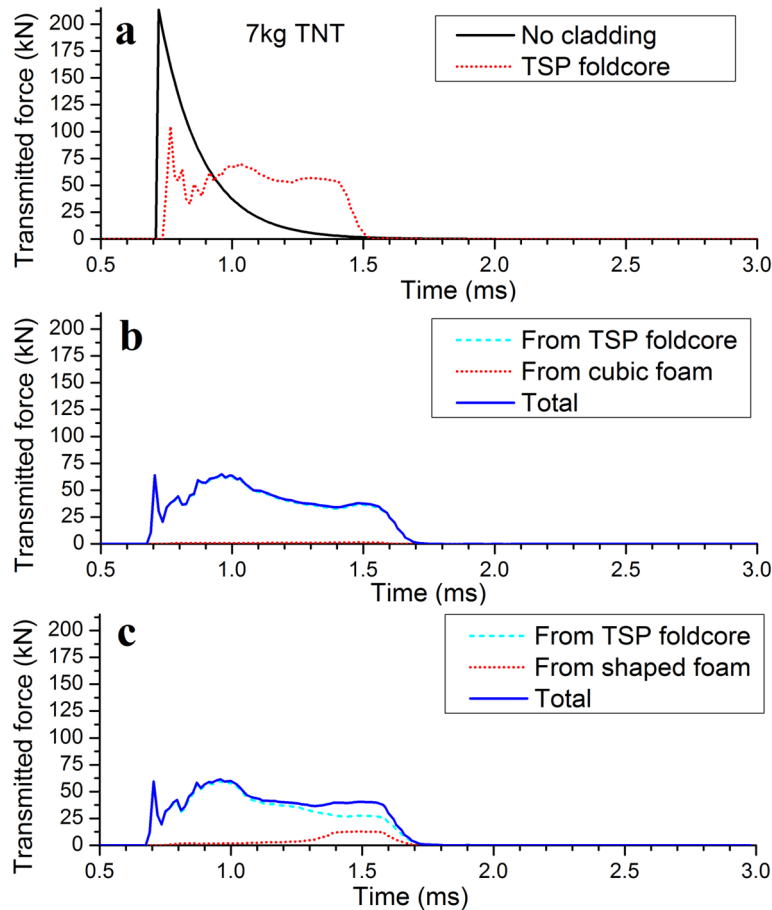 a
7kg TNT
No cladding
TSP foldcore
Transmitted force (kN)
200
175
150
125
100
75
50
25
0
0.5 1.0 1.5 2.0 2.5 3.0
Time (ms)
b
From TSP foldcore
From cubic foam
Total
Transmitted force (kN)
200
175
150
125
100
75
50
25
0
0.5 1.0 1.5 2.0 2.5 3.0
Time (ms)
c
From TSP foldcore
From shaped foam
Total
Transmitted force (kN)
200
175
150
125
100
75
50
25
0
0.5 1.0 1.5 2.0 2.5 3.0
Time (ms)